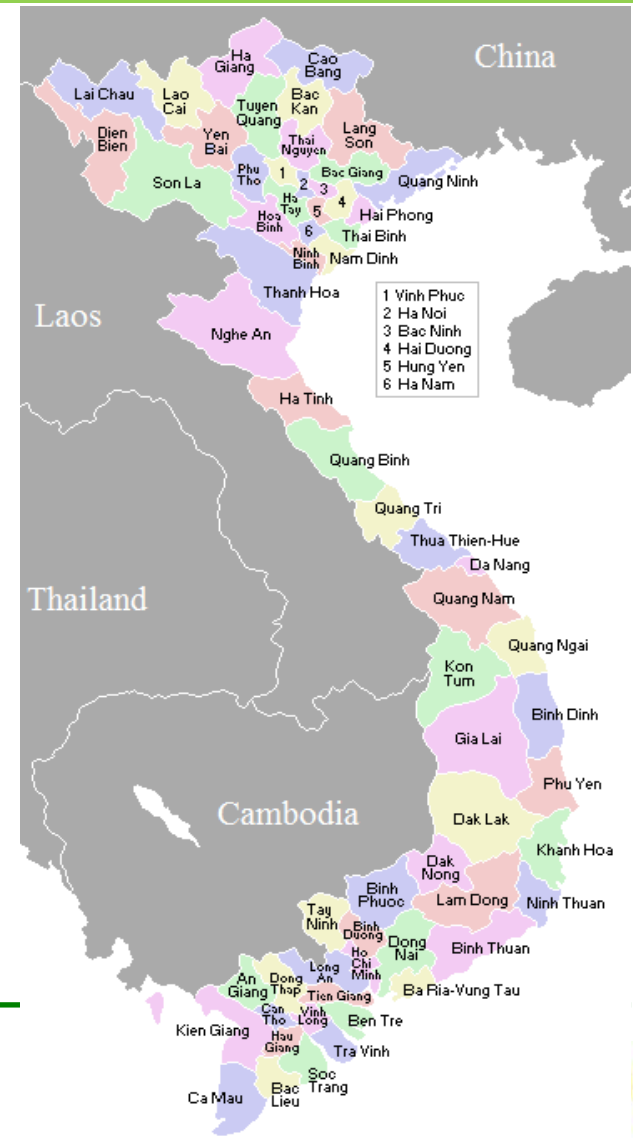 China
Ha
Giang
Cao
Bang
Lai Chau
Lao
Cai
Tuyen
Quang
Bac
Kan
Dien
Bien
Yen
Bai
Thai
Nguyen
Lang
Son
Son La
Phu
Tho
1
Bac Giang
Quang Ninh
2
3
4
Ha
Tay
5
Hai Phong
Hoa
Binh
6
Thai Binh
Ninh
Binh
Nam Dinh
Thanh Hoa
1 Vinh Phuc
2 Ha Noi
3 Bac Ninh
4 Hai Duong
5 Hung Yen
6 Ha Nam
Laos
Nghe An
Ha Tinh
Quang Binh
Quang Tri
Thua Thien-Hue
Da Nang
Thailand
Quang Nam
Quang Ngai
Kon
Tum
Binh Dinh
Gia Lai
Phu Yen
Cambodia
Dak Lak
Khanh Hoa
Dak
Nong
Binh
Phuoc
Lam Dong
Ninh Thuan
Tay
Ninh
Binh
Duong
Dong
Nai
Binh Thuan
Ho
Chi
Minh
Long
An
An
Giang
Dong
Thap
Tien Giang
Ba Ria-Vung Tau
Can
Tho
Vinh
Long
Ben Tre
Kien Giang
Hau
Giang
Tra Vinh
Soc
Trang
Ca Mau
Bac
Lieu